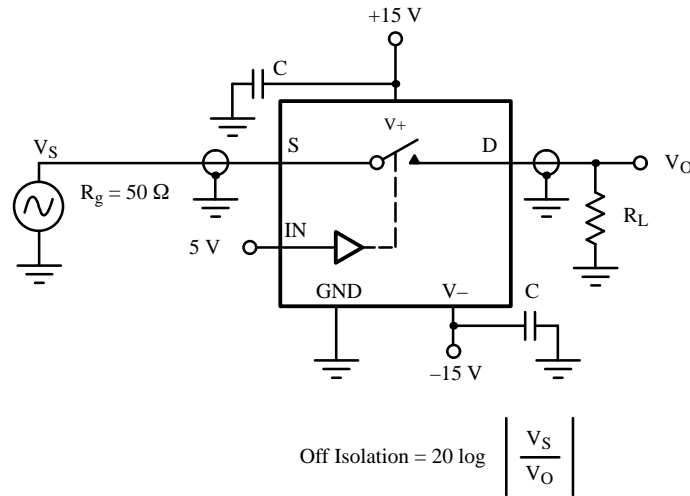 +15 V
C
V+
VS
S
D
VO
Rg = 50 Ω
RL
IN
5 V
GND
V–
C
–15 V
Off Isolation = 20 log | VS / VO |